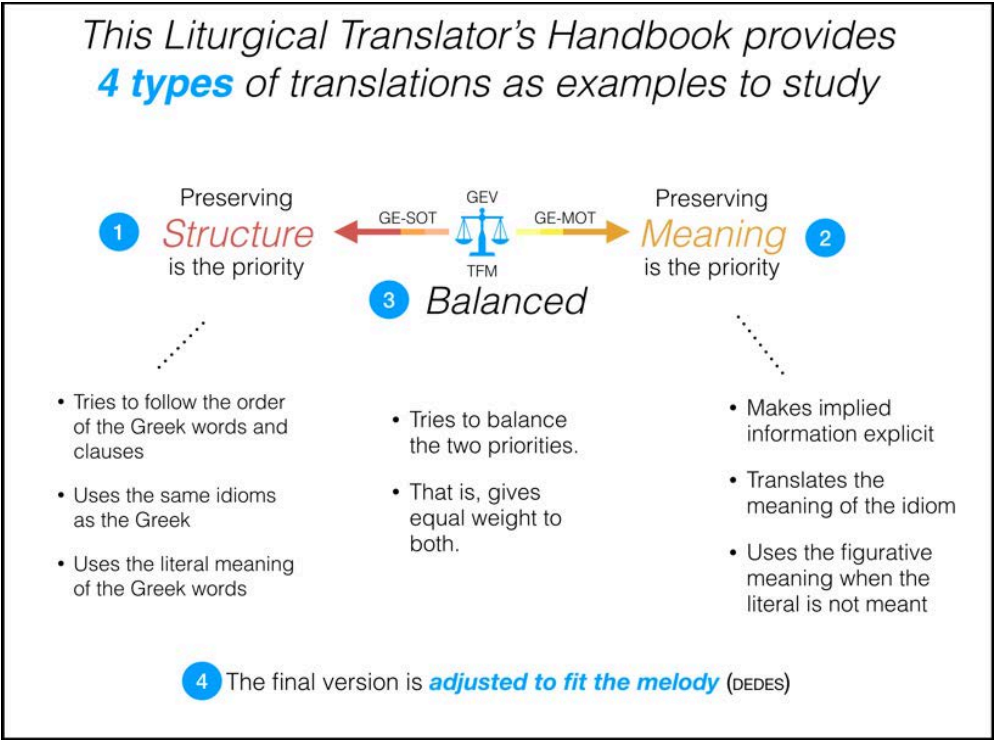 This Liturgical Translator's Handbook provides
4 types of translations as examples to study
1
Preserving
Structure
is the priority
GE-SOT
GEV
TFM
GE-MOT
Preserving
Meaning
is the priority
2
3 Balanced
• Tries to follow the order
of the Greek words and
clauses
• Uses the same idioms
as the Greek
• Uses the literal meaning
of the Greek words
• Tries to balance
the two priorities.
• That is, gives
equal weight to
both.
• Makes implied
information explicit
• Translates the
meaning of the idiom
• Uses the figurative
meaning when the
literal is not meant
4 The final version is adjusted to fit the melody (DEDES)